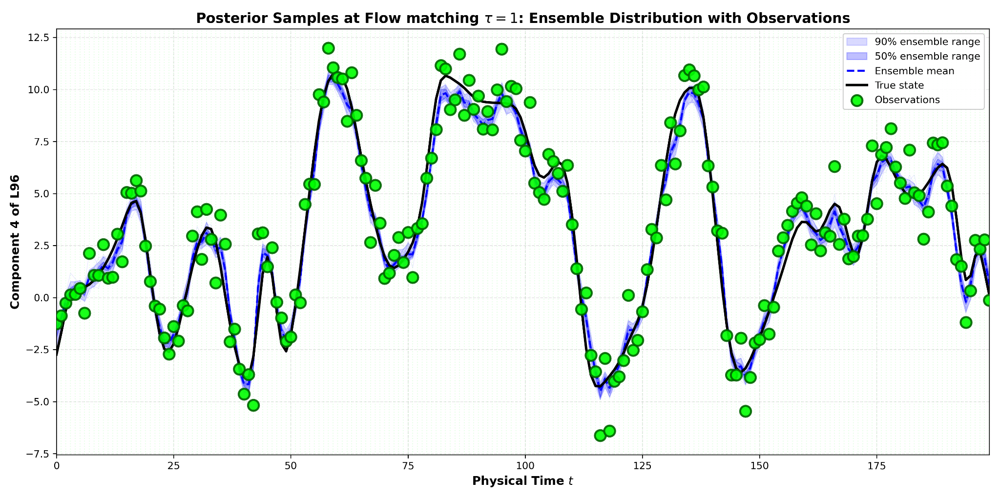 Posterior Samples at Flow matching τ = 1: Ensemble Distribution with Observations
12.5
10.0
7.5
5.0
2.5
0.0
−2.5
−5.0
−7.5
Component 4 of L96
90% ensemble range
50% ensemble range
Ensemble mean
True state
Observations
0
25
50
75
100
125
150
175
Physical Time t